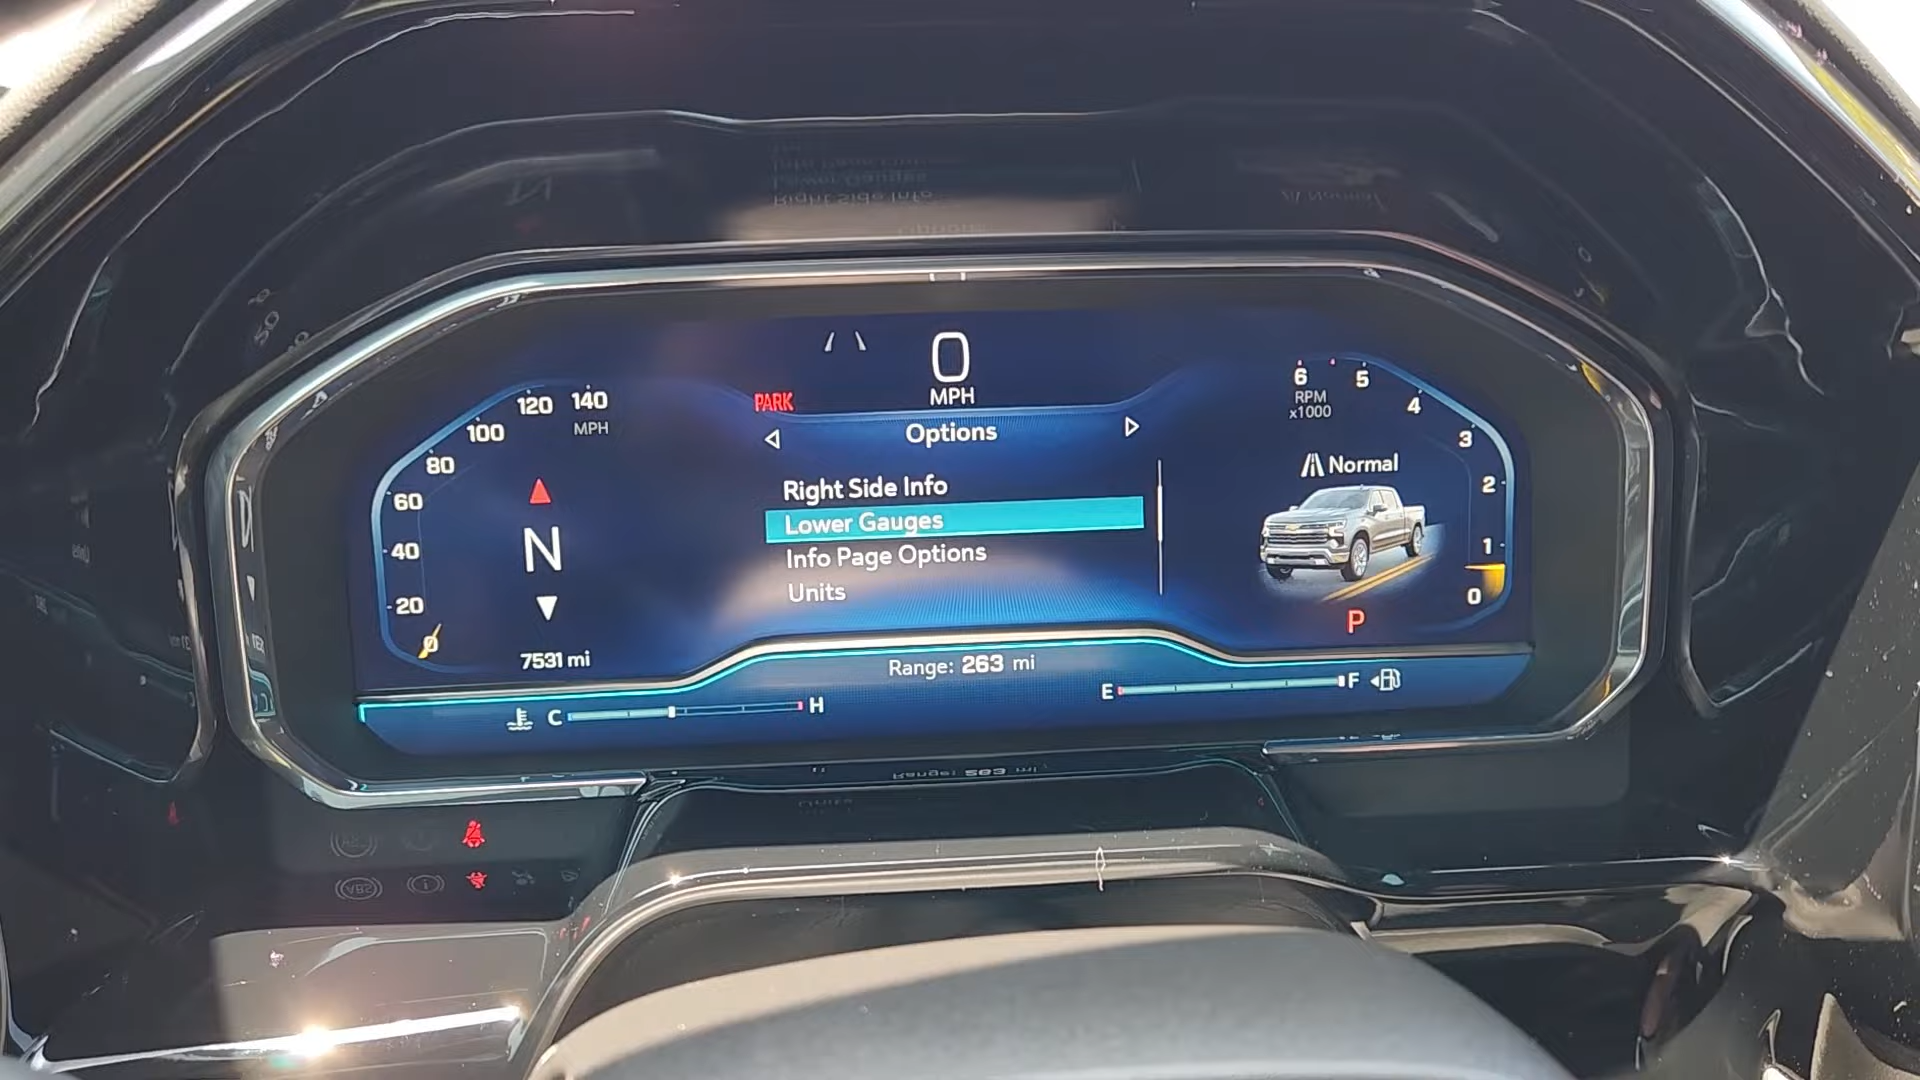 0
MPH
PARK
Options
Right Side Info
Lower Gauges
Info Page Options
Units
140
120
100
80
60
40
20
0
MPH
N
7531 mi
6
5
4
3
2
1
0
RPM
x1000
Normal
P
Range: 263 mi
C
H
E
F